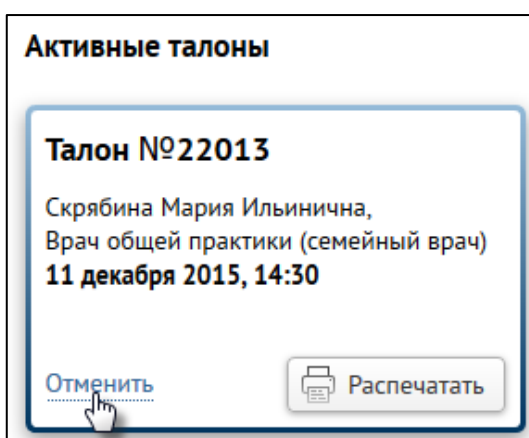 Активные талоны
Талон №22013
Скрябина Мария Ильинична,
Врач общей практики (семейный врач)
11 декабря 2015, 14:30
Отменить
Распечатать